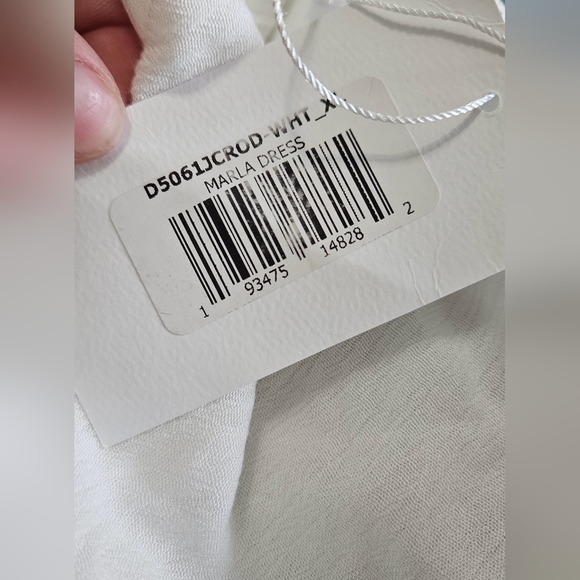 D5061JCROD-WHT_X
MARLA DRESS
1 93475 14828 2